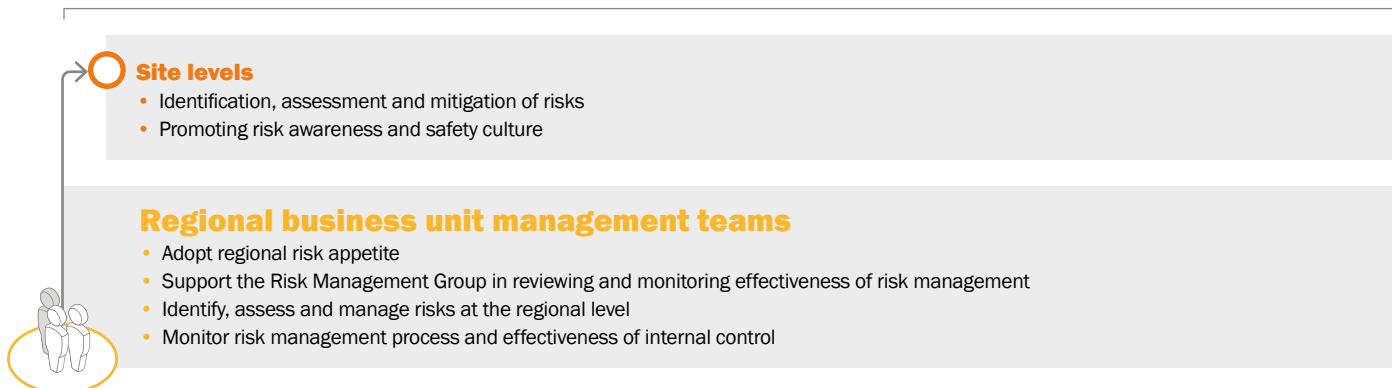 Site levels
• Identification, assessment and mitigation of risks
• Promoting risk awareness and safety culture
Regional business unit management teams
• Adopt regional risk appetite
• Support the Risk Management Group in reviewing and monitoring effectiveness of risk management
• Identify, assess and manage risks at the regional level
• Monitor risk management process and effectiveness of internal control